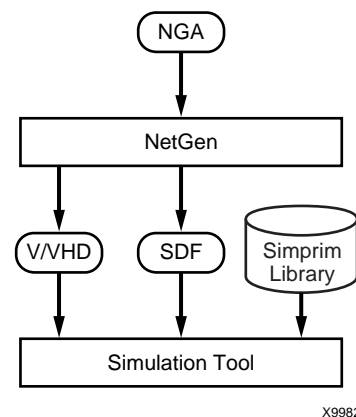 NGA
NetGen
V/VHD
SDF
Simprim
Library
Simulation Tool
X9982